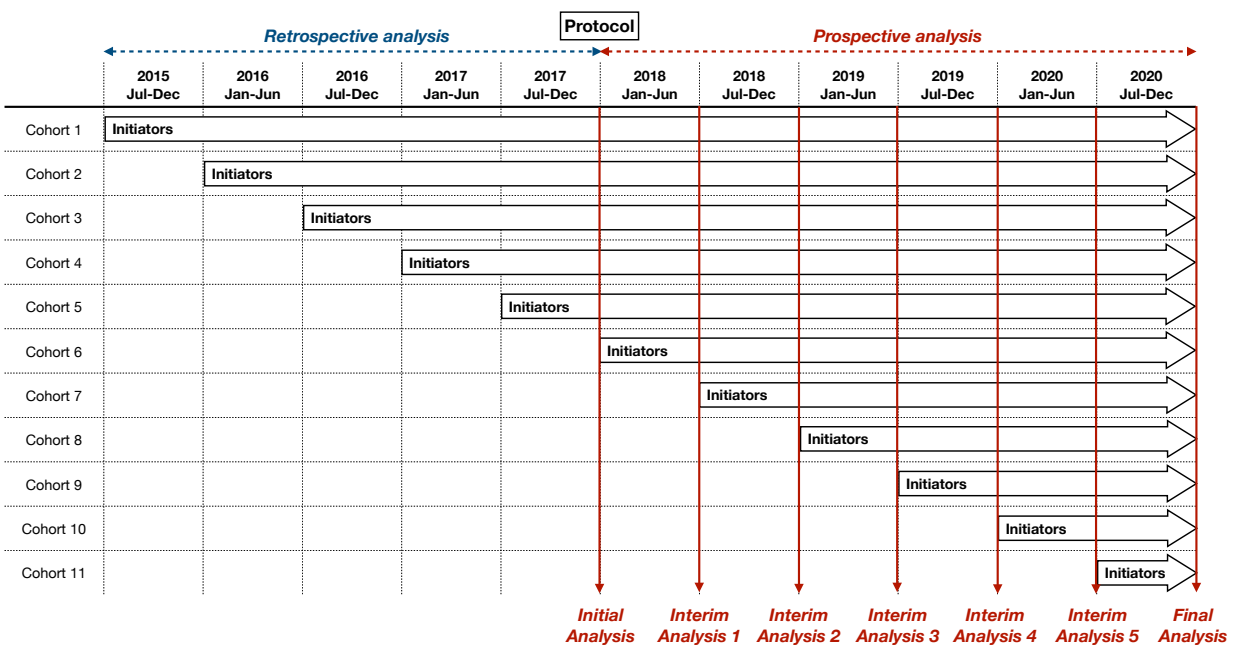 Protocol
Retrospective analysis
Prospective analysis
2015 2016 2016 2017 2017 2018 2018 2019 2019 2020 2020
Jul-Dec Jan-Jun Jul-Dec Jan-Jun Jul-Dec Jan-Jun Jul-Dec Jan-Jun Jul-Dec Jan-Jun Jul-Dec
Cohort 1 Initiators
Cohort 2 Initiators
Cohort 3 Initiators
Cohort 4 Initiators
Cohort 5 Initiators
Cohort 6 Initiators
Cohort 7 Initiators
Cohort 8 Initiators
Cohort 9 Initiators
Cohort 10 Initiators
Cohort 11 Initiators
Initial Interim Interim Interim Interim Interim Final
Analysis Analysis 1 Analysis 2 Analysis 3 Analysis 4 Analysis 5 Analysis